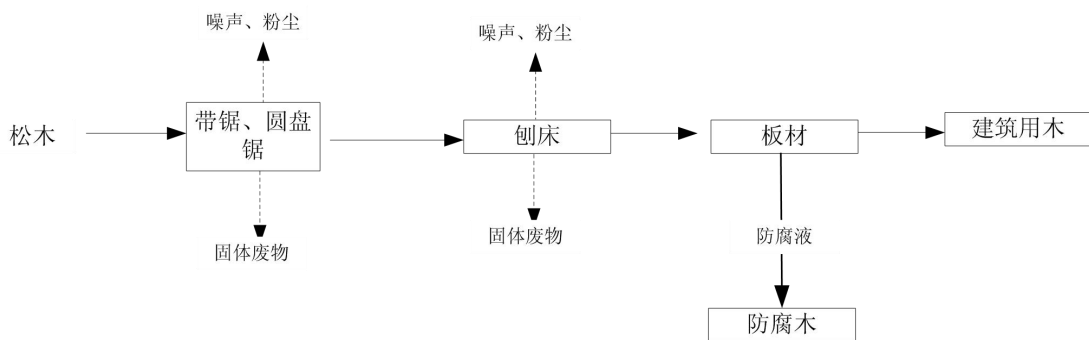 噪声、粉尘
噪声、粉尘
松木
带锯、圆盘
锯
刨床
板材
建筑用木
固体废物
固体废物
防腐液
防腐木